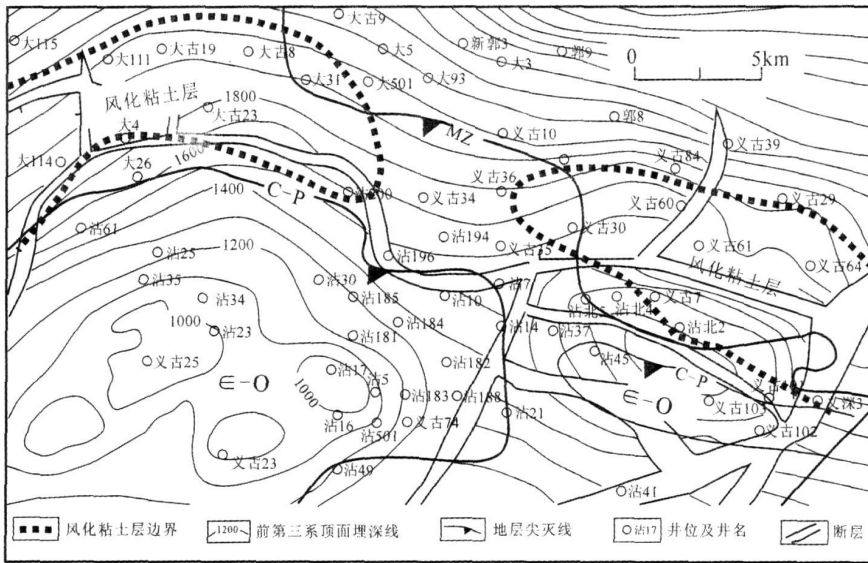 大古9
大115
大111
大古19
大古8
大5
新郭3
郭9
大3
0
5km
大31
大501
大93
风化粘土层
1800
大古23
郭8
MZ
义古10
大4
义古39
大114
大26
1600
义古84
1400
C-P
义古36
义古34
义古60
义古29
沾61
沾194
义古30
义古61
1200
沾25
沾196
义古64
沾35
沾30
沾7
风化粘土层
沾34
沾185
沾10
沾北4
义古7
1000
沾23
沾184
沾14
沾37
沾北2
沾181
义古25
沾17
沾182
沾45
C-P
∈-O
1000
沾5
沾183
沾188
∈-O
义古103
义深3
沾16
沾501
义古74
沾21
义古102
义古23
沾49
沾41
风化粘土层边界
1200
前第三系顶面埋深线
地层尖灭线
沾17
井位及井名
断层